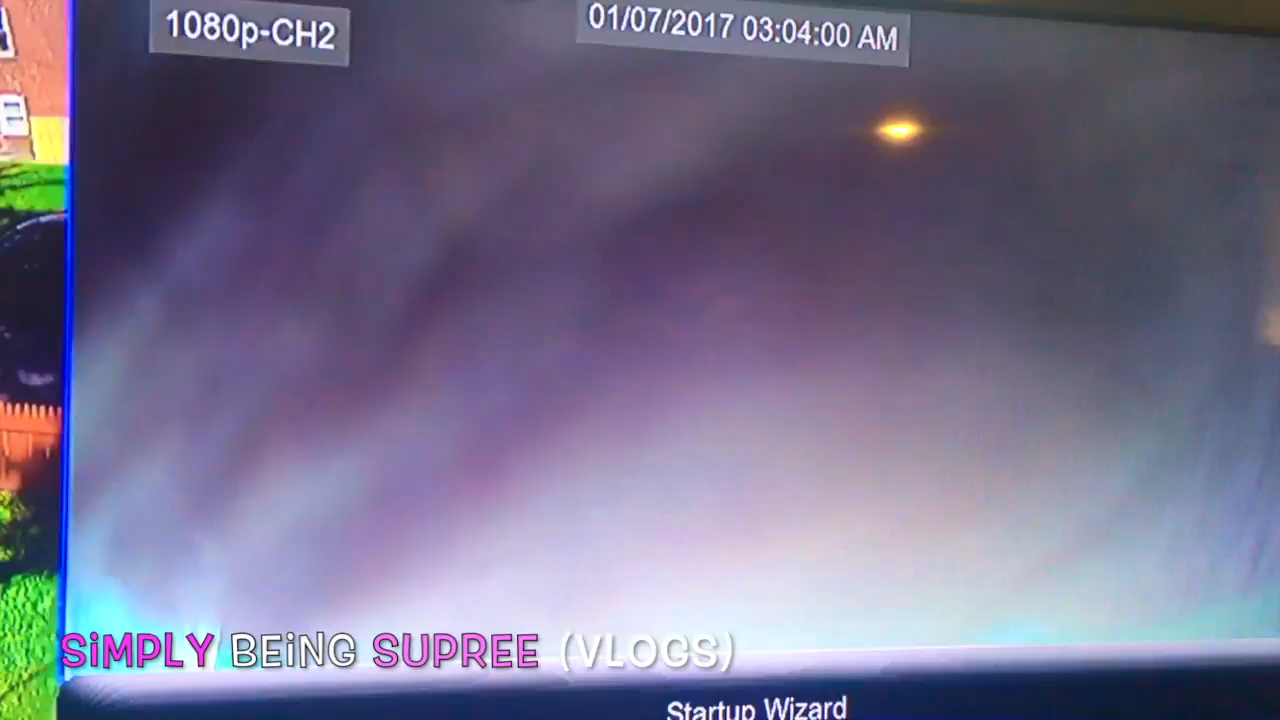 1080p-CH2
01/07/2017 03:04:00 AM
SiMPLY BEiNG SUPREE (VLOGS)
Startup Wizard